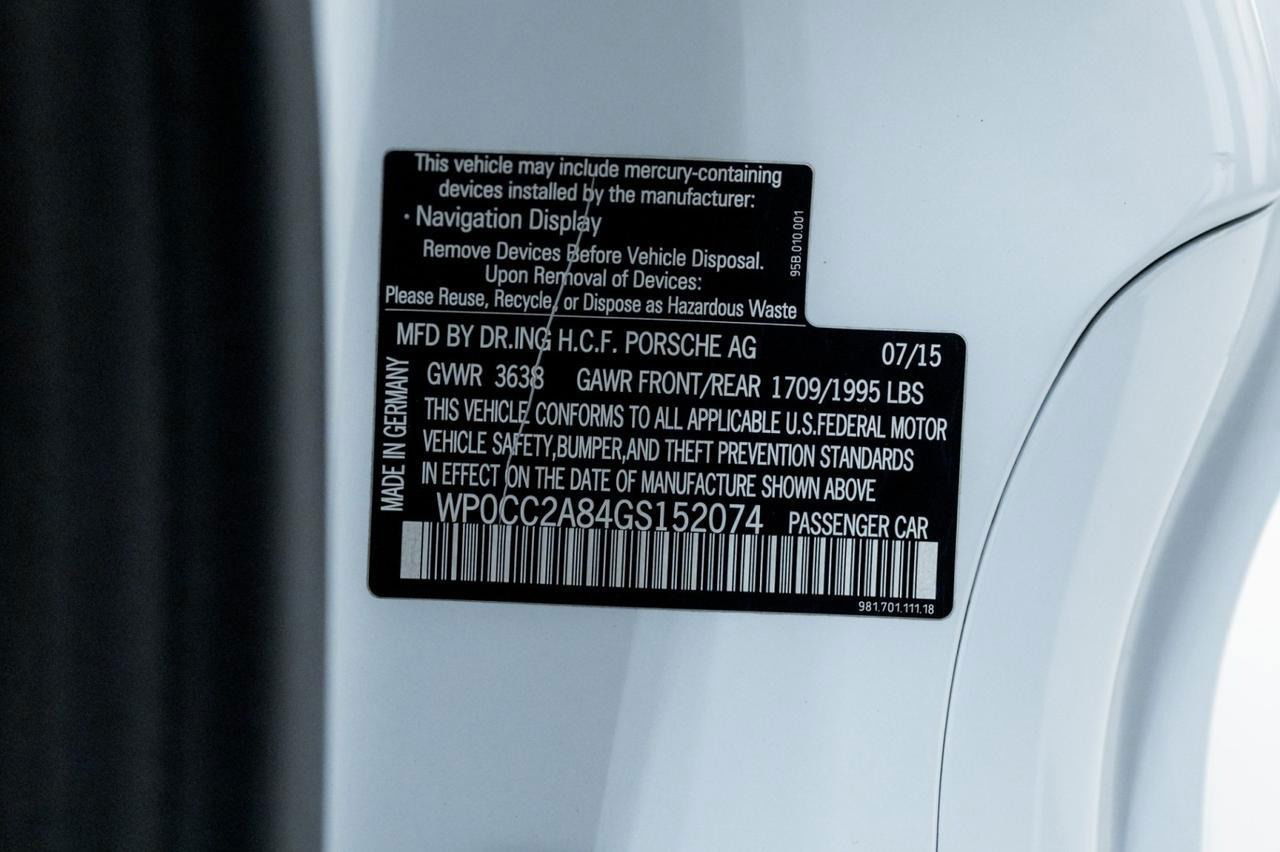 This vehicle may include mercury-containing
devices installed by the manufacturer:
· Navigation Display
Remove Devices Before Vehicle Disposal.
Upon Removal of Devices:
Please Reuse, Recycle, or Dispose as Hazardous Waste
95B.010.001
MFD BY DR.ING H.C.F. PORSCHE AG 07/15
GVWR 3638 GAWR FRONT/REAR 1709/1995 LBS
THIS VEHICLE CONFORMS TO ALL APPLICABLE U.S.FEDERAL MOTOR
VEHICLE SAFETY,BUMPER,AND THEFT PREVENTION STANDARDS
IN EFFECT ON THE DATE OF MANUFACTURE SHOWN ABOVE
MADE IN GERMANY
WP0CC2A84GS152074 PASSENGER CAR
981.701.111.18